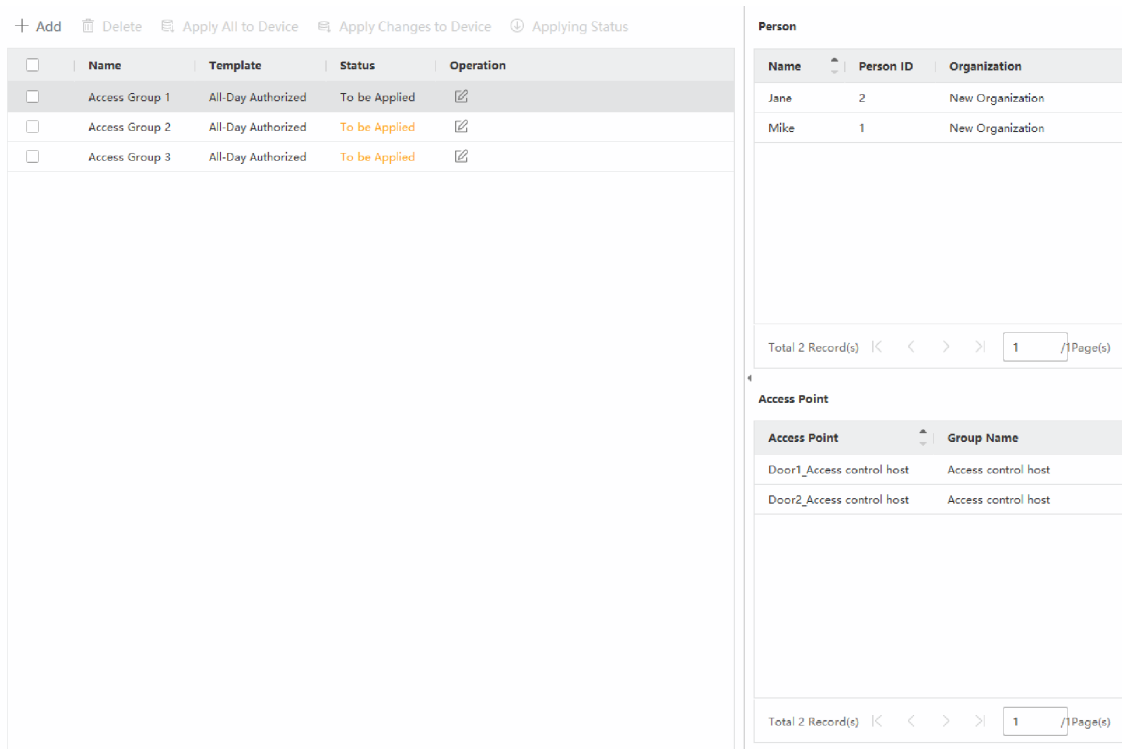 Add Delete Apply All to Device Apply Changes to Device Applying Status
Name Template Status Operation
Access Group 1 All-Day Authorized To be Applied
Access Group 2 All-Day Authorized To be Applied
Access Group 3 All-Day Authorized To be Applied
Person
Name Person ID Organization
Jane 2 New Organization
Mike 1 New Organization
Total 2 Record(s) 1 /1Page(s)
Access Point
Access Point Group Name
Door1_Access control host Access control host
Door2_Access control host Access control host
Total 2 Record(s) 1 /1Page(s)